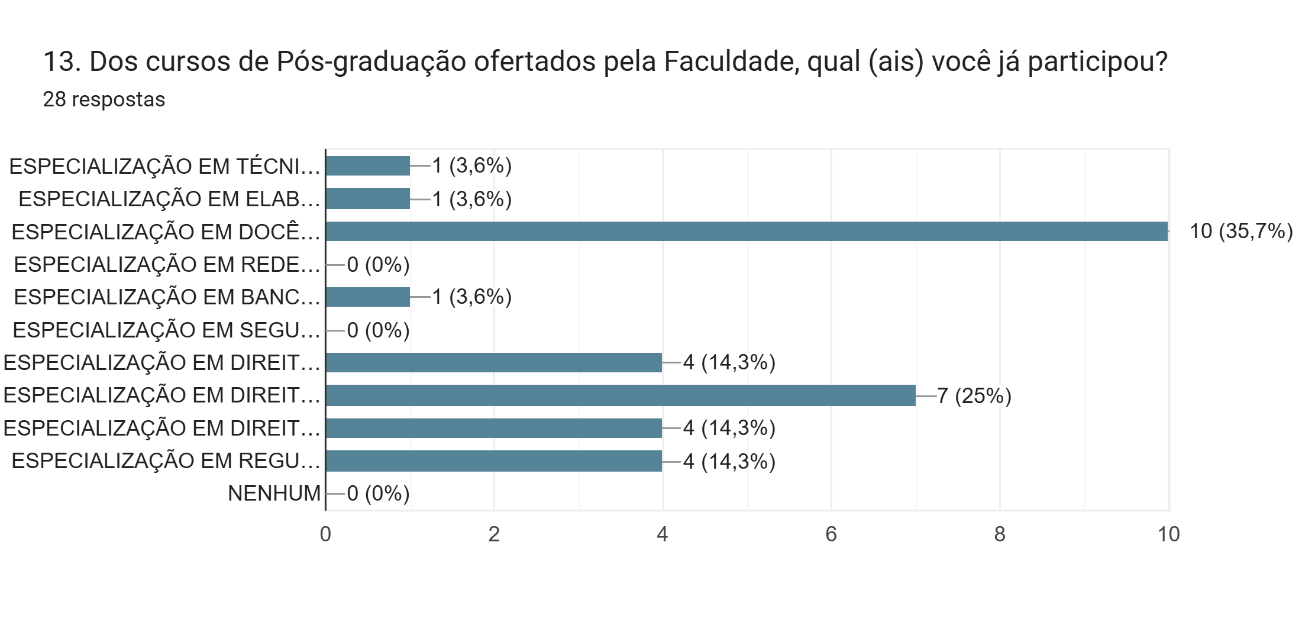 13. Dos cursos de Pós-graduação ofertados pela Faculdade, qual (ais) você já participou?
28 respostas
ESPECIALIZAÇÃO EM TÉCNI… 1 (3,6%)
ESPECIALIZAÇÃO EM ELAB… 1 (3,6%)
ESPECIALIZAÇÃO EM DOCÊ… 10 (35,7%)
ESPECIALIZAÇÃO EM REDE… 0 (0%)
ESPECIALIZAÇÃO EM BANC… 1 (3,6%)
ESPECIALIZAÇÃO EM SEGU… 0 (0%)
ESPECIALIZAÇÃO EM DIREIT… 4 (14,3%)
ESPECIALIZAÇÃO EM DIREIT… 7 (25%)
ESPECIALIZAÇÃO EM DIREIT… 4 (14,3%)
ESPECIALIZAÇÃO EM REGU… 4 (14,3%)
NENHUM 0 (0%)
0 2 4 6 8 10